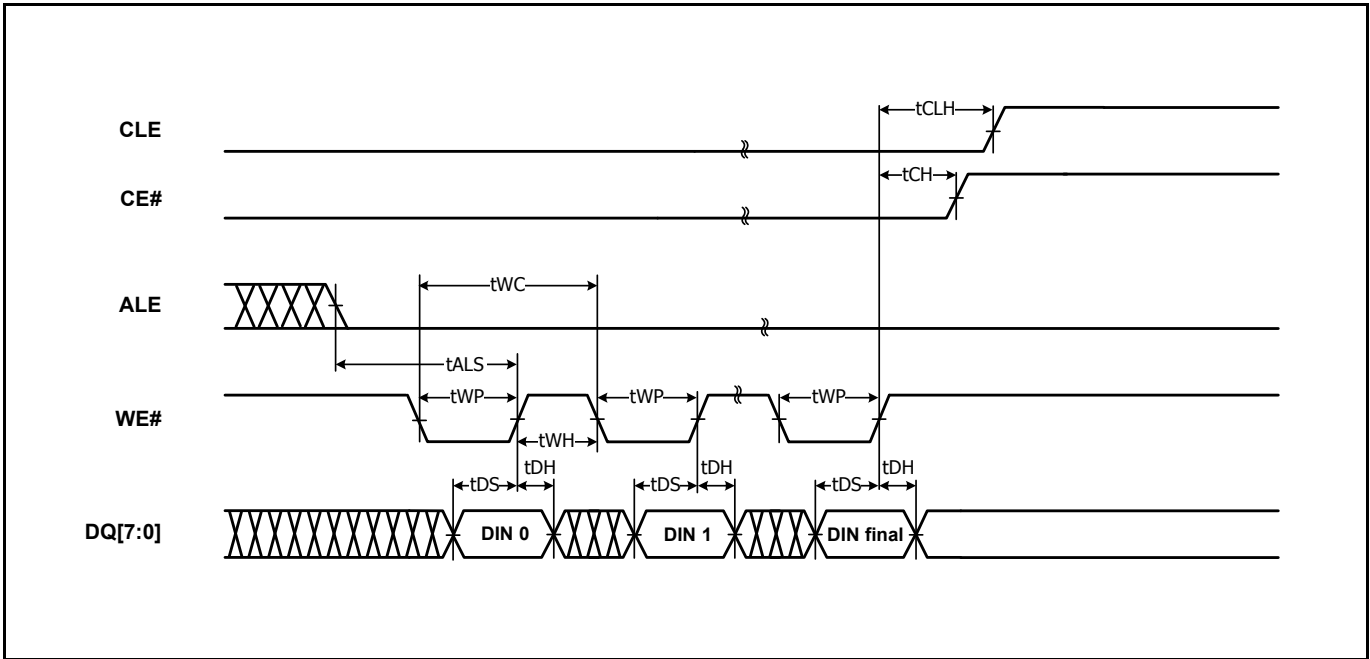 CLE
tCLH
CE#
tCH
ALE
tWC
tALS
WE#
tWP
tWP
tWP
tWH
tDH
tDH
tDH
tDS
tDS
tDS
DQ[7:0]
DIN 0
DIN 1
DIN final